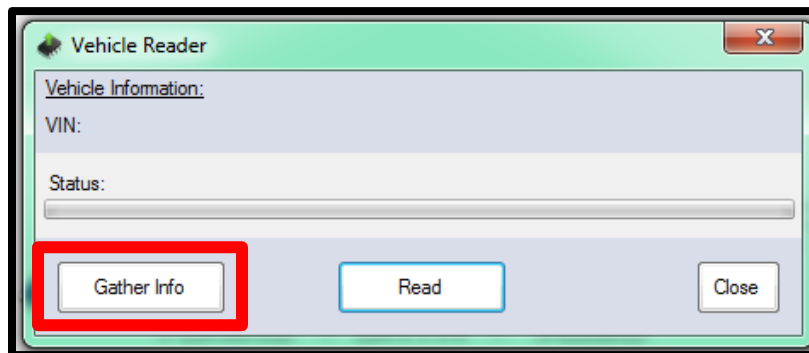 Vehicle Reader
Vehicle Information:
VIN:
Status:
Gather Info Read Close